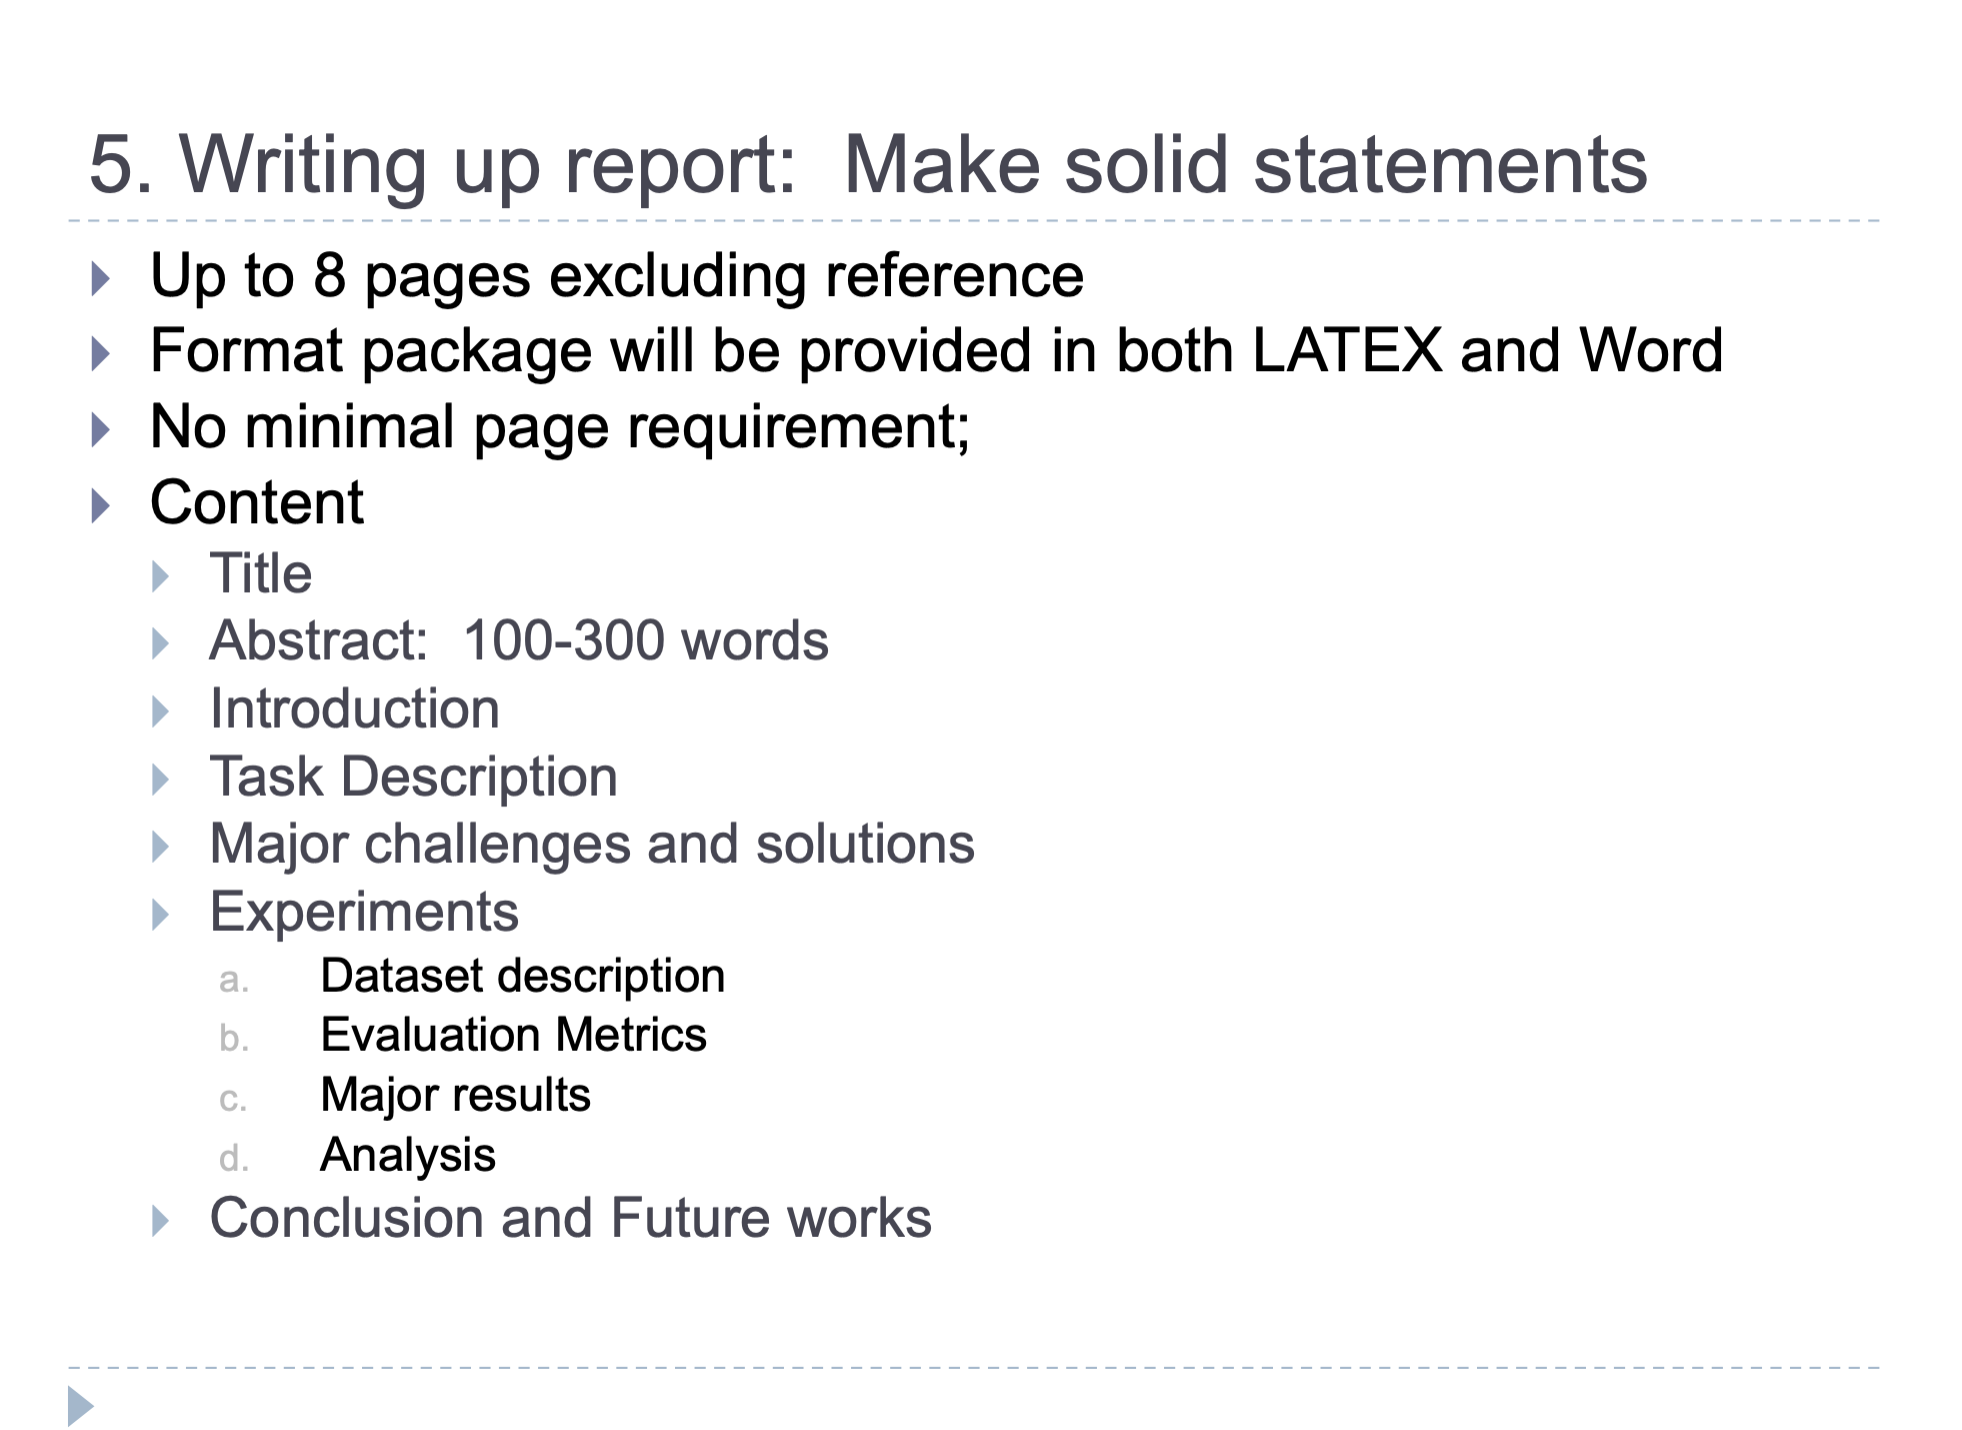 5. Writing up report:  Make solid statements
Up to 8 pages excluding reference
Format package will be provided in both LATEX and Word
No minimal page requirement;
Content
Title
Abstract:  100-300 words
Introduction
Task Description
Major challenges and solutions
Experiments
a. Dataset description
b. Evaluation Metrics
c. Major results
d. Analysis
Conclusion and Future works